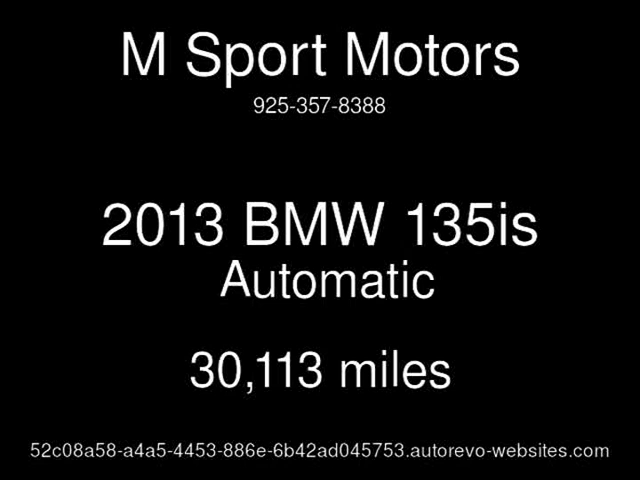 M Sport Motors
925-357-8388
2013 BMW 135is
Automatic
30,113 miles
52c08a58-a4a5-4453-886e-6b42ad045753.autorevo-websites.com